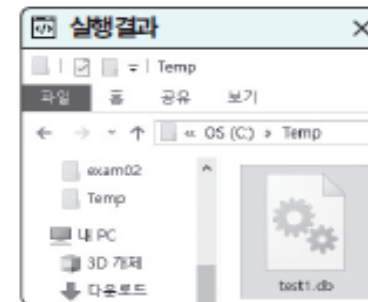 실행결과
Temp
파일 홈 공유 보기
« OS (C:) > Temp
exam02
Temp
내 PC
3D 개체
다운로드
test1.db